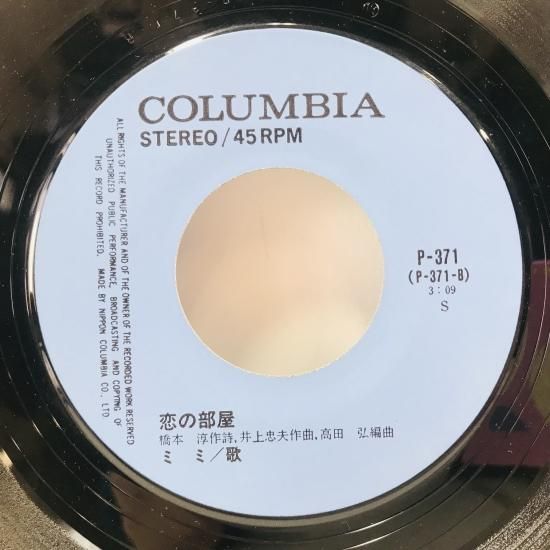 COLUMBIA
STEREO/45RPM
ALL RIGHTS OF THE MANUFACTURER AND OF THE OWNER OF THE RECORDED WORK RESERVED
UNAUTHORIZED PUBLIC PERFORMANCE, BROADCASTING AND COPYING OF
THIS RECORD PROHIBITED. MADE BY NIPPON COLUMBIA CO., LTD
P-371
(P-371-B)
3:09
S
恋の部屋
橋本 淳作詩,井上忠夫作曲,高田 弘編曲
ミ ミ/歌